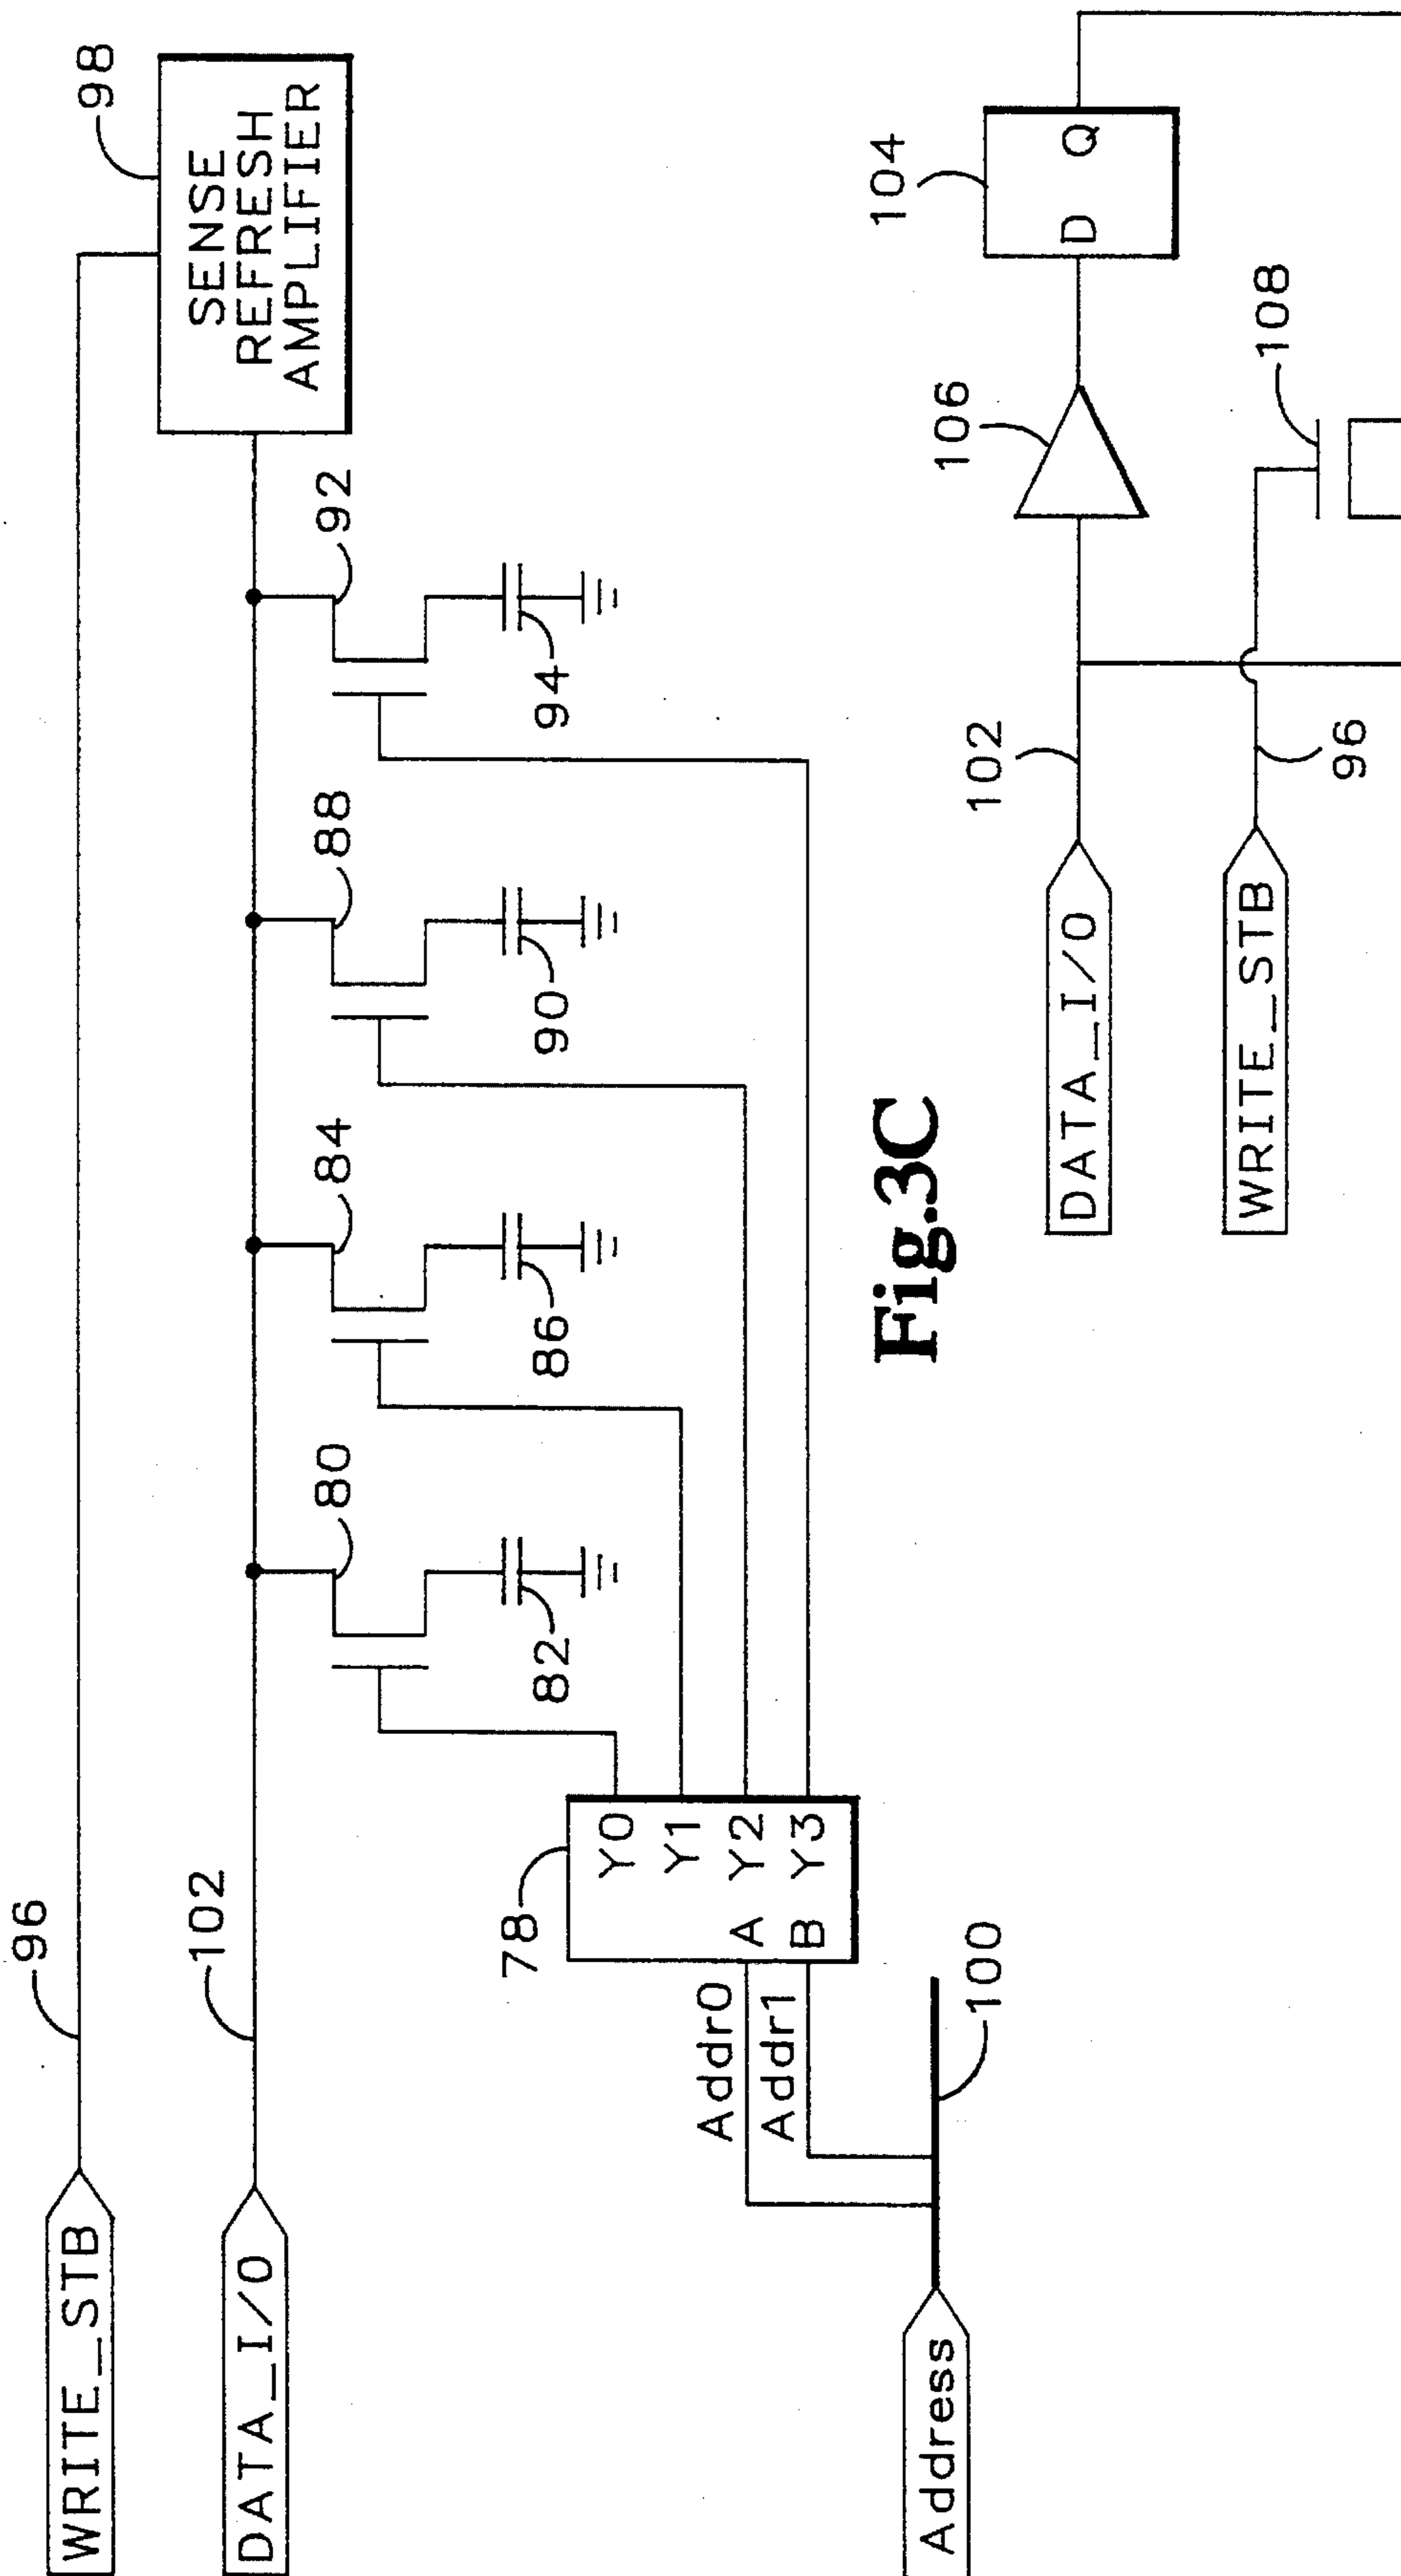 WRITE_STB
96
98
SENSE
REFRESH
AMPLIFIER
DATA_I/O
102
80
84
88
92
82
86
90
94
78
Y0
Y1
A Y2
B Y3
Addr0
Addr1
Address
100
Fig.3C
DATA_I/O
102
106
104
D Q
WRITE_STB
96
108